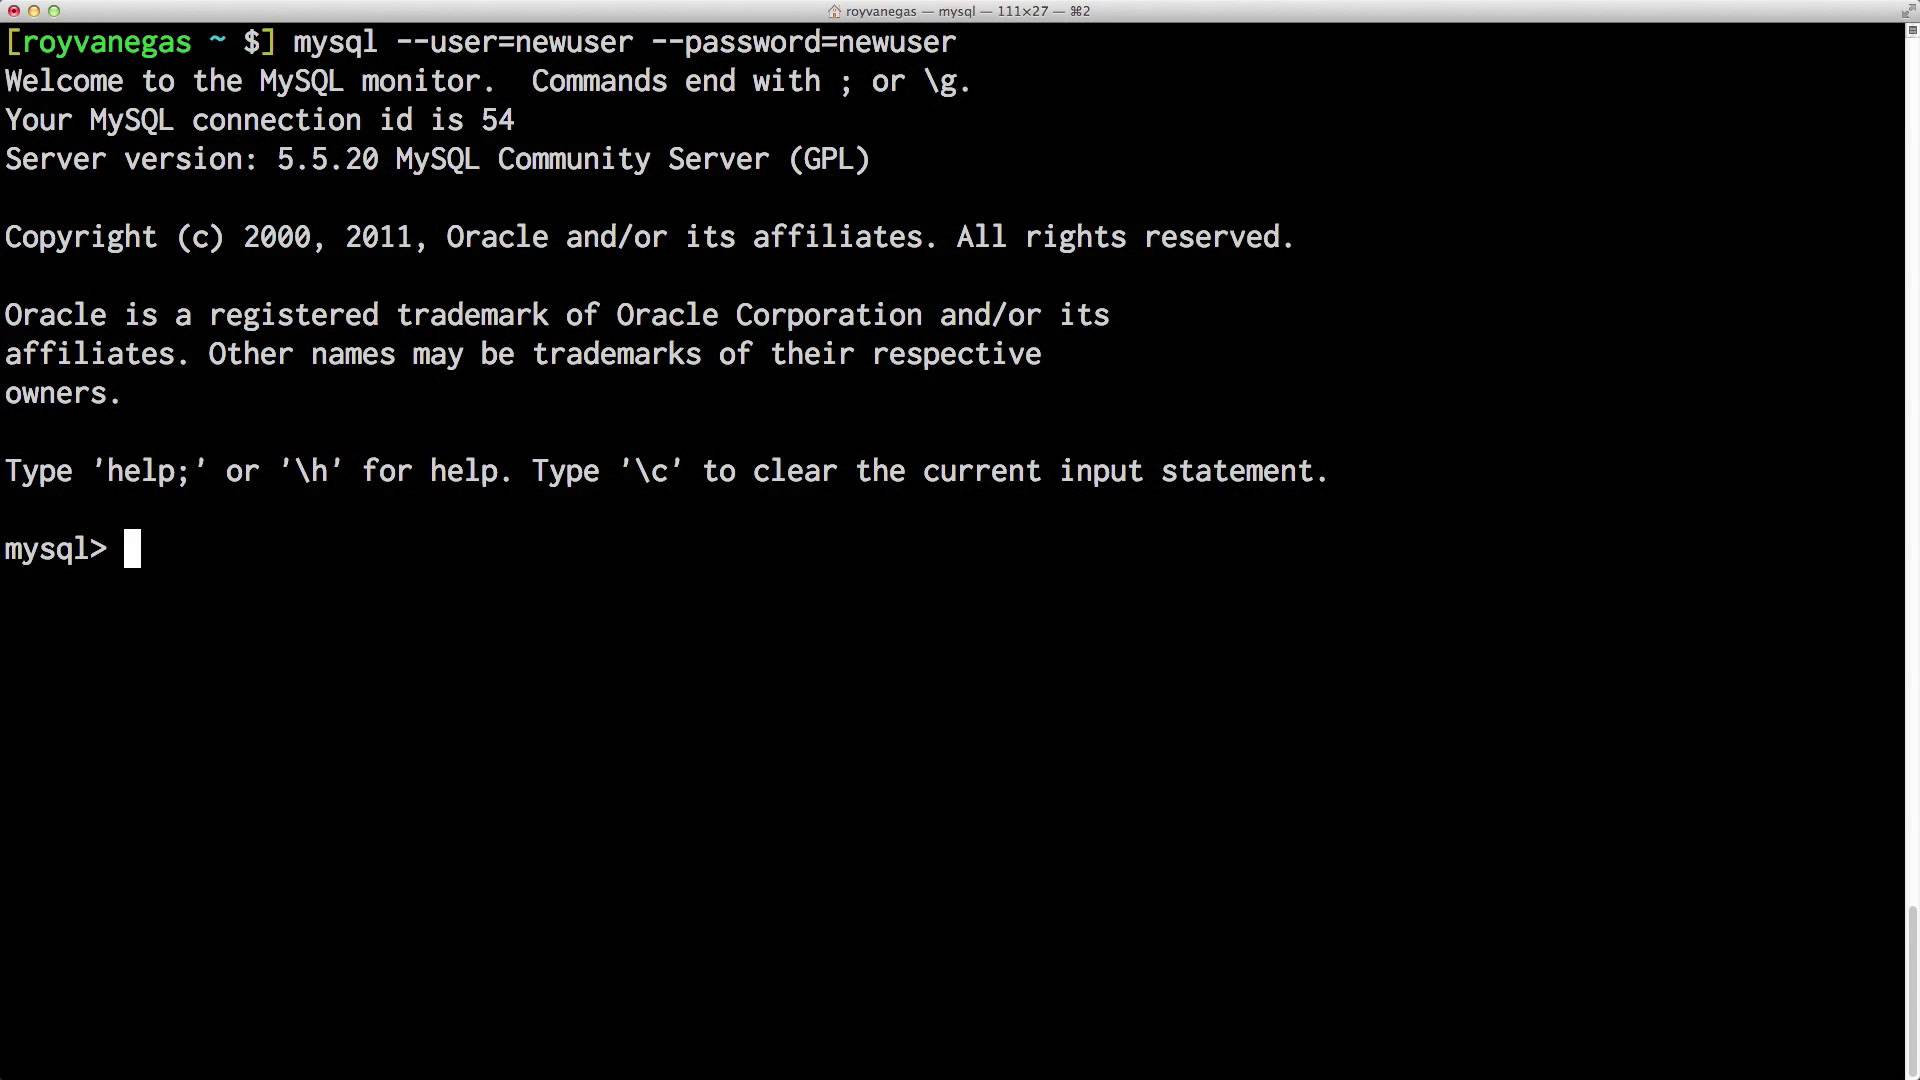 royvanegas — mysql — 111×27 — ⌘2
[royvanegas ~ $] mysql --user=newuser --password=newuser
Welcome to the MySQL monitor.  Commands end with ; or \g.
Your MySQL connection id is 54
Server version: 5.5.20 MySQL Community Server (GPL)
Copyright (c) 2000, 2011, Oracle and/or its affiliates. All rights reserved.
Oracle is a registered trademark of Oracle Corporation and/or its
affiliates. Other names may be trademarks of their respective
owners.
Type 'help;' or '\h' for help. Type '\c' to clear the current input statement.
mysql>